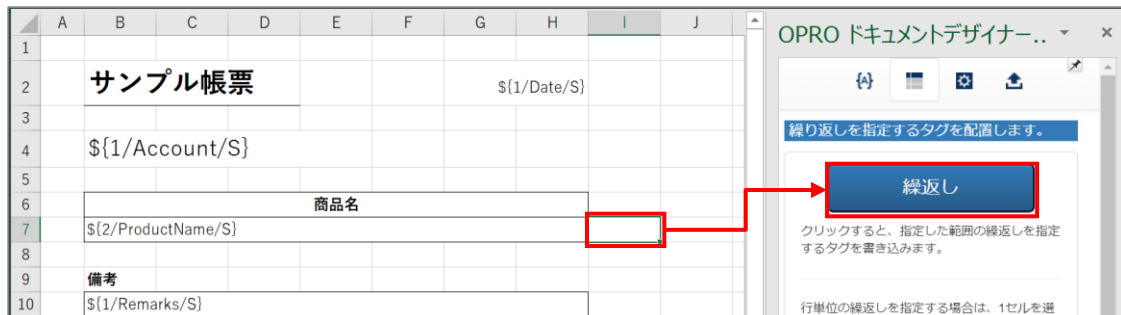 A B C D E F G H I J
1
2 サンプル帳票 ${1/Date/S}
3
4 ${1/Account/S}
5
6 商品名
7 ${2/ProductName/S}
8
9 備考
10 ${1/Remarks/S}
OPRO ドキュメントデザイナー..
{A}
繰り返しを指定するタグを配置します。
繰返し
クリックすると、指定した範囲の繰返しを指定
するタグを書き込みます。
行単位の繰返しを指定する場合は、1セルを選